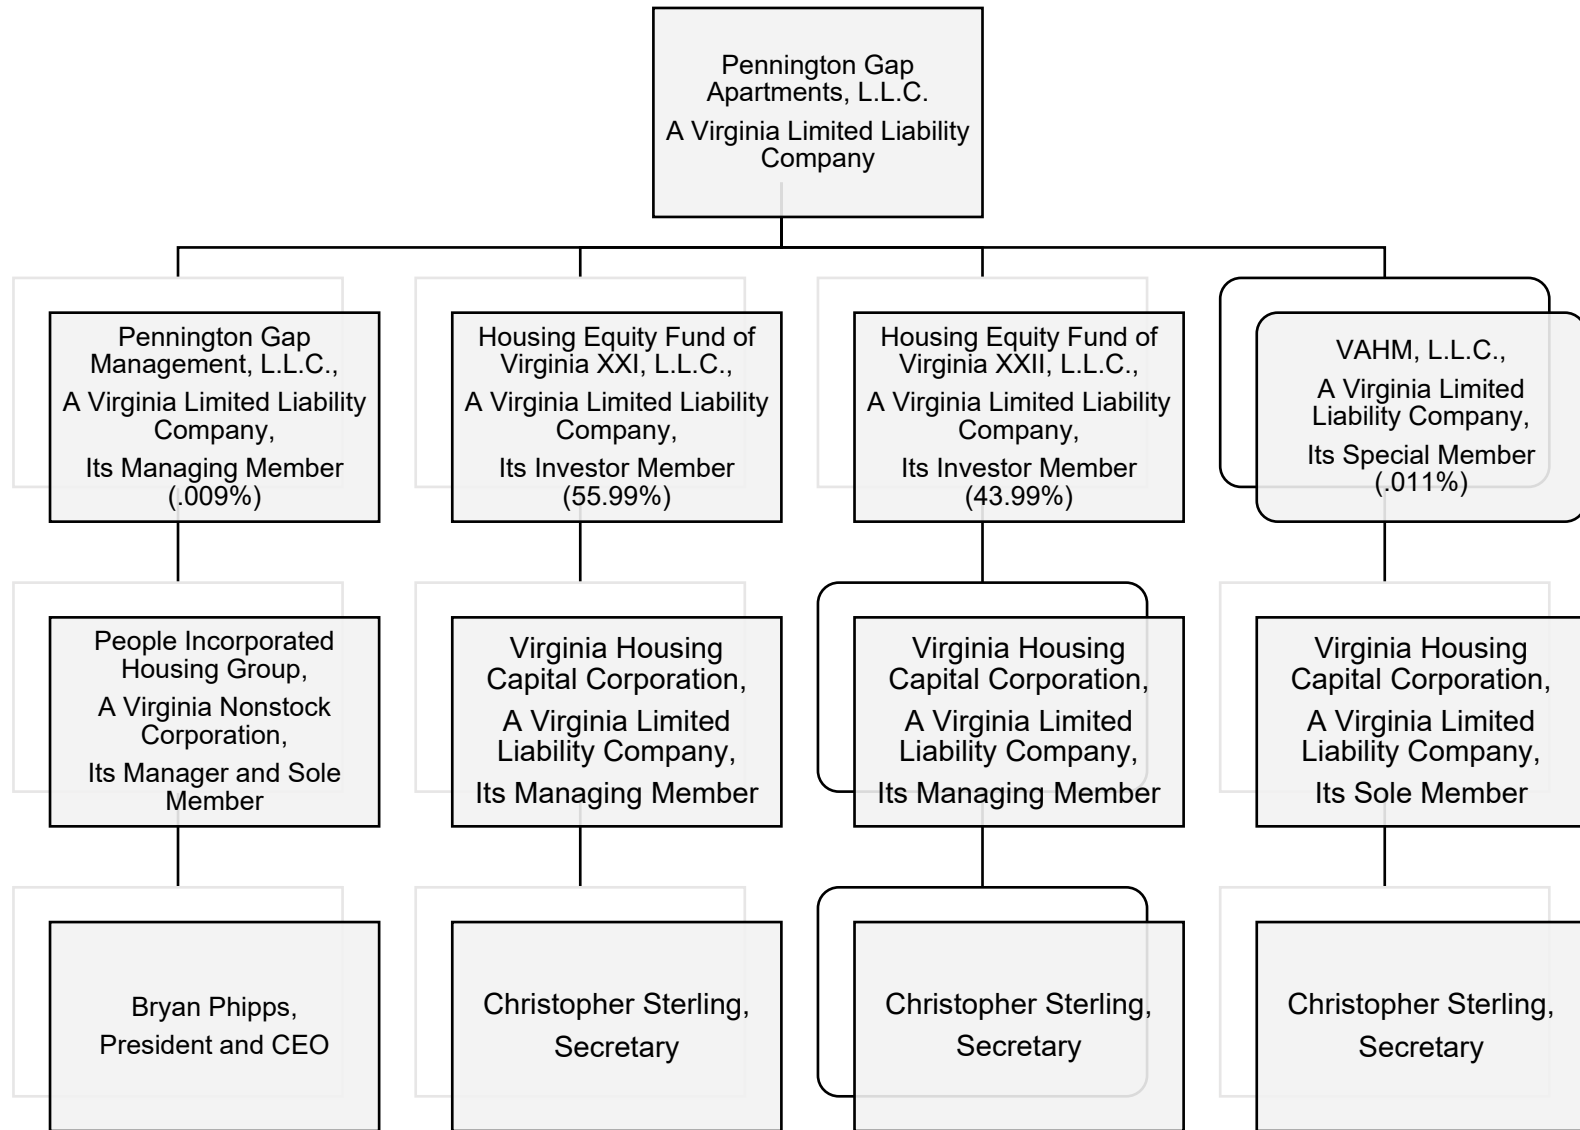 Pennington Gap
Apartments, L.L.C.
A Virginia Limited Liability
Company
Pennington Gap
Management, L.L.C.,
A Virginia Limited Liability
Company,
Its Managing Member
(.009%)
Housing Equity Fund of
Virginia XXI, L.L.C.,
A Virginia Limited Liability
Company,
Its Investor Member
(55.99%)
Housing Equity Fund of
Virginia XXII, L.L.C.,
A Virginia Limited Liability
Company,
Its Investor Member
(43.99%)
VAHM, L.L.C.,
A Virginia Limited
Liability Company,
Its Special Member
(.011%)
People Incorporated
Housing Group,
A Virginia Nonstock
Corporation,
Its Manager and Sole
Member
Virginia Housing
Capital Corporation,
A Virginia Limited
Liability Company,
Its Managing Member
Virginia Housing
Capital Corporation,
A Virginia Limited
Liability Company,
Its Managing Member
Virginia Housing
Capital Corporation,
A Virginia Limited
Liability Company,
Its Sole Member
Bryan Phipps,
President and CEO
Christopher Sterling,
Secretary
Christopher Sterling,
Secretary
Christopher Sterling,
Secretary